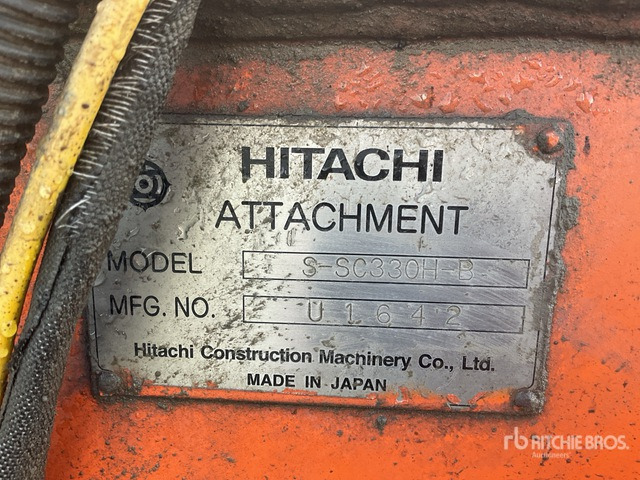 HITACHI
ATTACHMENT
MODEL S-SC330H-B
MFG. NO. U1642
Hitachi Construction Machinery Co., Ltd.
MADE IN JAPAN
rb RITCHIE BROS.
Auctioneers